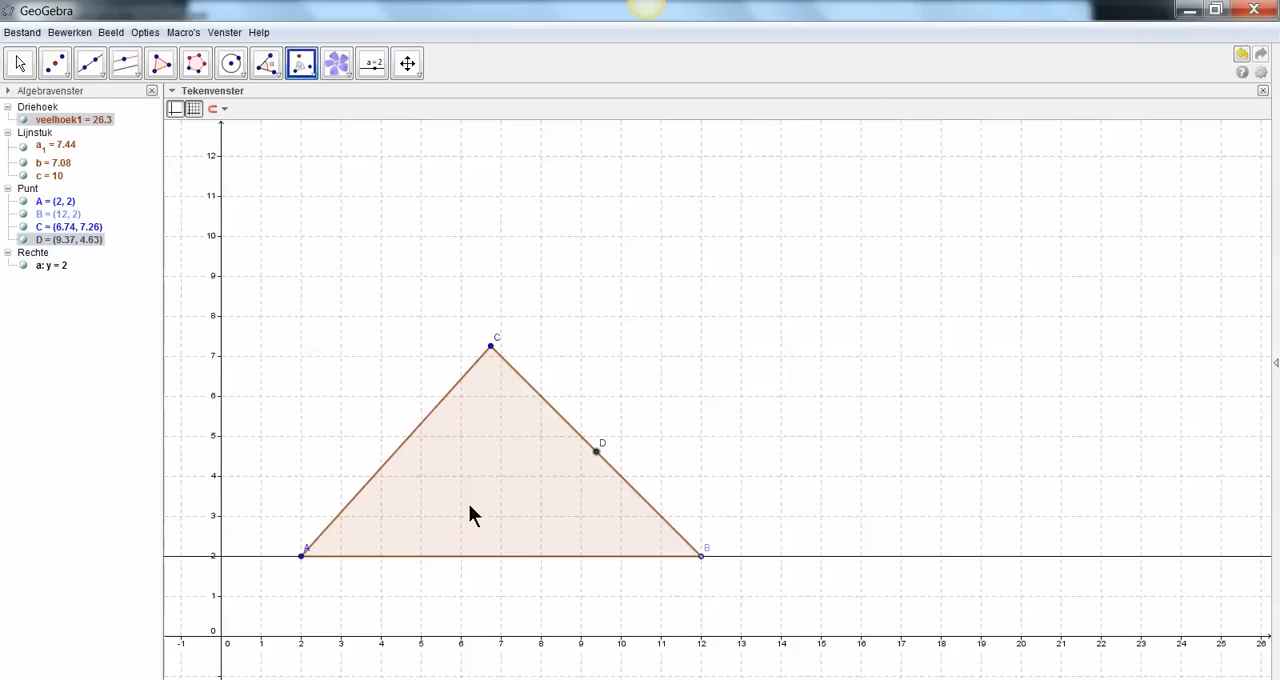 GeoGebra
Bestand Bewerken Beeld Opties Macro's Venster Help
a = 2
Algebravenster
Tekenvenster
Driehoek
veelhoek1 = 26.3
Lijnstuk
a1 = 7.44
b = 7.08
c = 10
Punt
A = (2, 2)
B = (12, 2)
C = (6.74, 7.26)
D = (9.37, 4.63)
Rechte
a: y = 2
12
11
10
9
8
C
7
6
5
D
4
3
A
B
2
1
0
-1 0 1 2 3 4 5 6 7 8 9 10 11 12 13 14 15 16 17 18 19 20 21 22 23 24 25 26